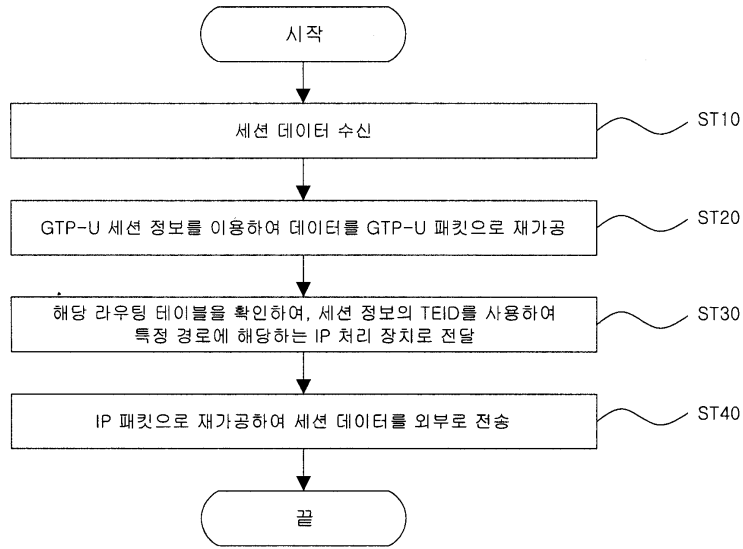 시작
세션 데이터 수신
ST10
GTP-U 세션 정보를 이용하여 데이터를 GTP-U 패킷으로 재가공
ST20
해당 라우팅 테이블을 확인하여, 세션 정보의 TEID를 사용하여
특정 경로에 해당하는 IP 처리 장치로 전달
ST30
IP 패킷으로 재가공하여 세션 데이터를 외부로 전송
ST40
끝